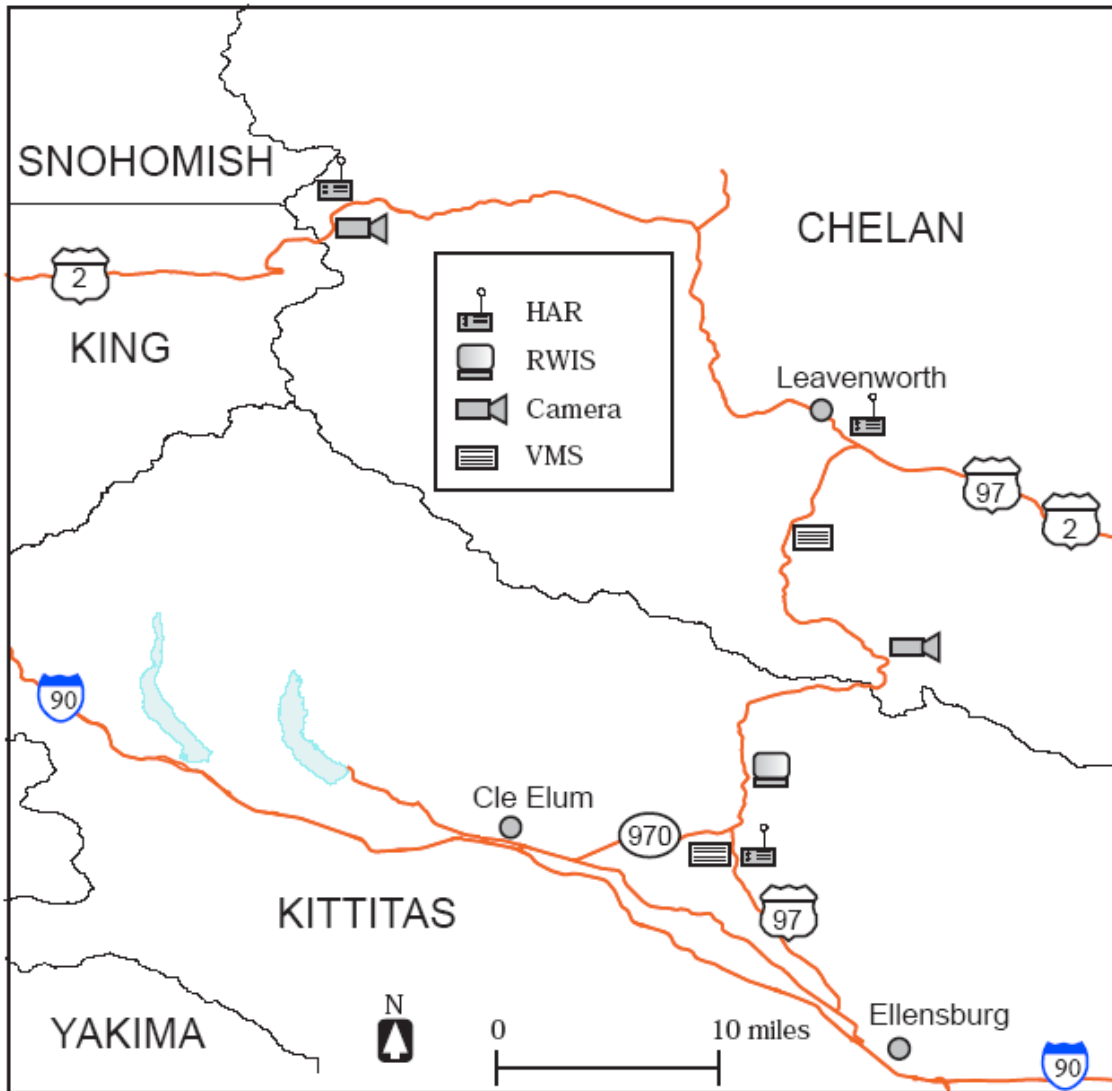 SNOHOMISH
CHELAN
2
HAR
KING
RWIS
Leavenworth
Camera
VMS
97
2
90
Cle Elum
970
KITTITAS
97
N
0 10 miles
Ellensburg
YAKIMA
90